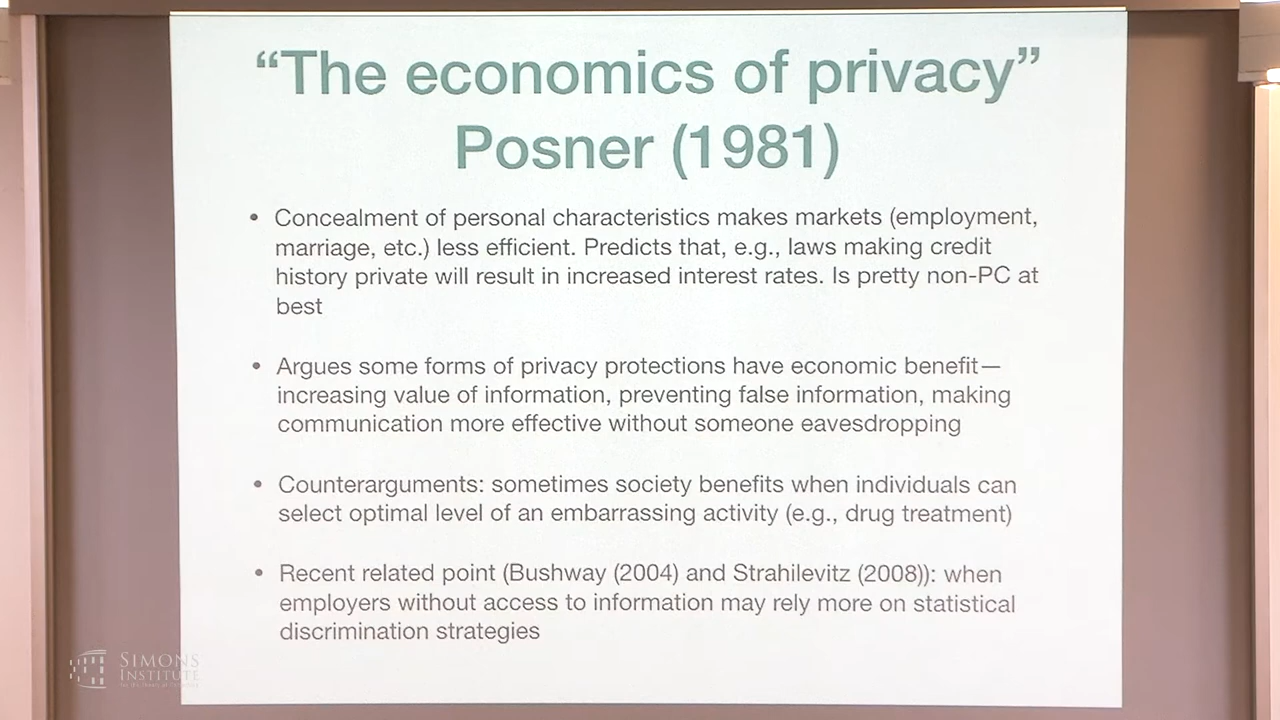 “The economics of privacy”
Posner (1981)
• Concealment of personal characteristics makes markets (employment,
marriage, etc.) less efficient. Predicts that, e.g., laws making credit
history private will result in increased interest rates. Is pretty non-PC at
best
• Argues some forms of privacy protections have economic benefit—
increasing value of information, preventing false information, making
communication more effective without someone eavesdropping
• Counterarguments: sometimes society benefits when individuals can
select optimal level of an embarrassing activity (e.g., drug treatment)
• Recent related point (Bushway (2004) and Strahilevitz (2008)): when
employers without access to information may rely more on statistical
discrimination strategies
SIMONS
INSTITUTE